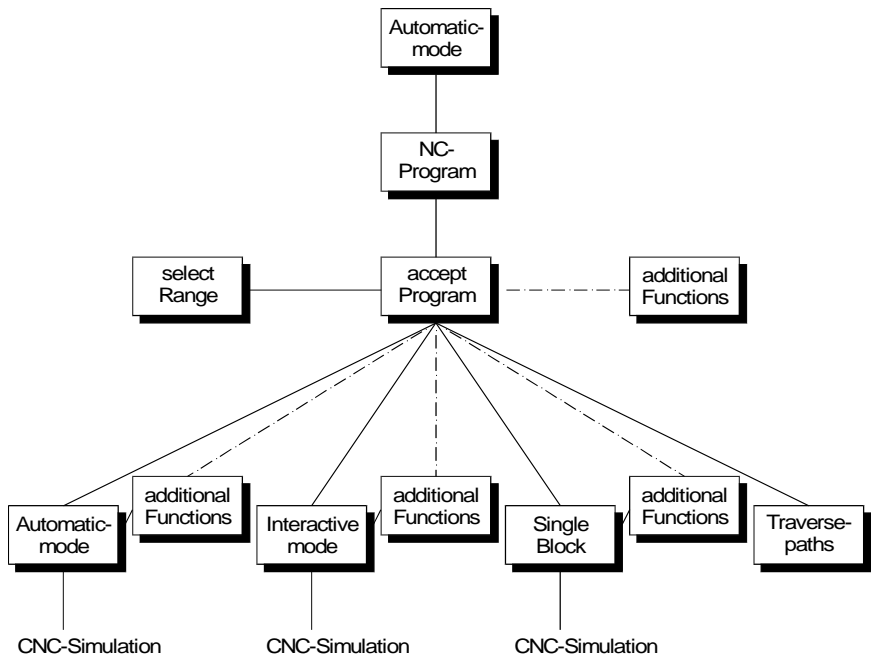 Automatic-
mode
NC-
Program
select
Range
accept
Program
additional
Functions
additional
Functions
additional
Functions
additional
Functions
Automatic-
mode
Interactive
mode
Single
Block
Traverse-
paths
CNC-Simulation
CNC-Simulation
CNC-Simulation